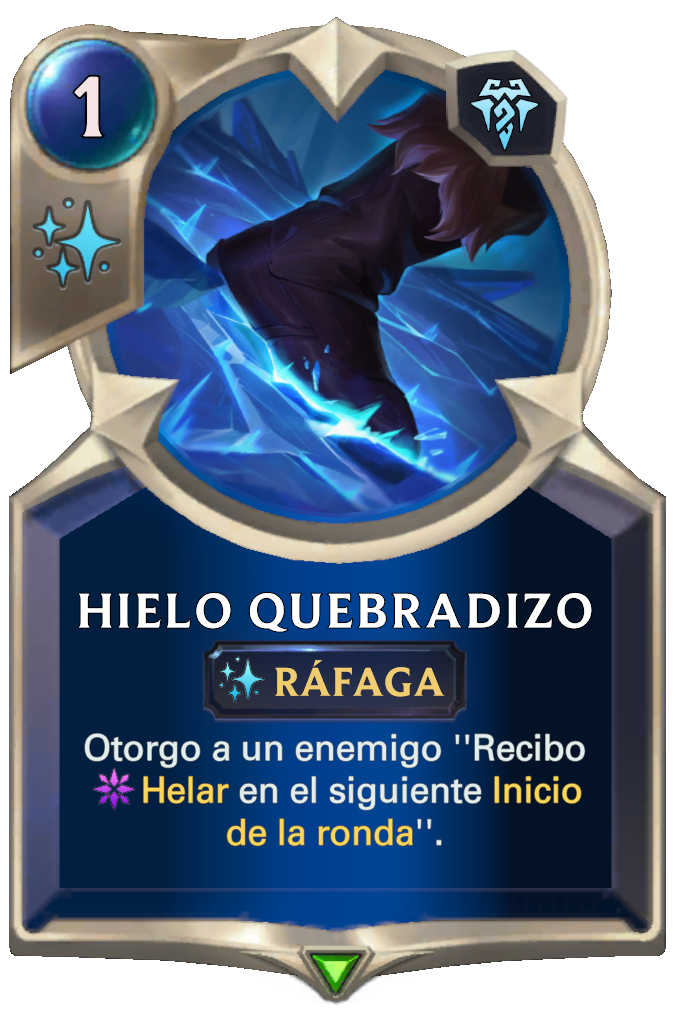 1
HIELO QUEBRADIZO
RÁFAGA
Otorgo a un enemigo ''Recibo
Helar en el siguiente Inicio
de la ronda''.